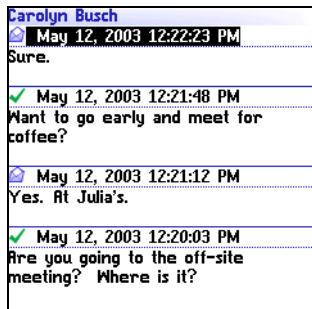 Carolyn Busch
May 12, 2003 12:22:23 PM
Sure.
May 12, 2003 12:21:48 PM
Want to go early and meet for
coffee?
May 12, 2003 12:21:12 PM
Yes. At Julia's.
May 12, 2003 12:20:03 PM
Are you going to the off-site
meeting?  Where is it?